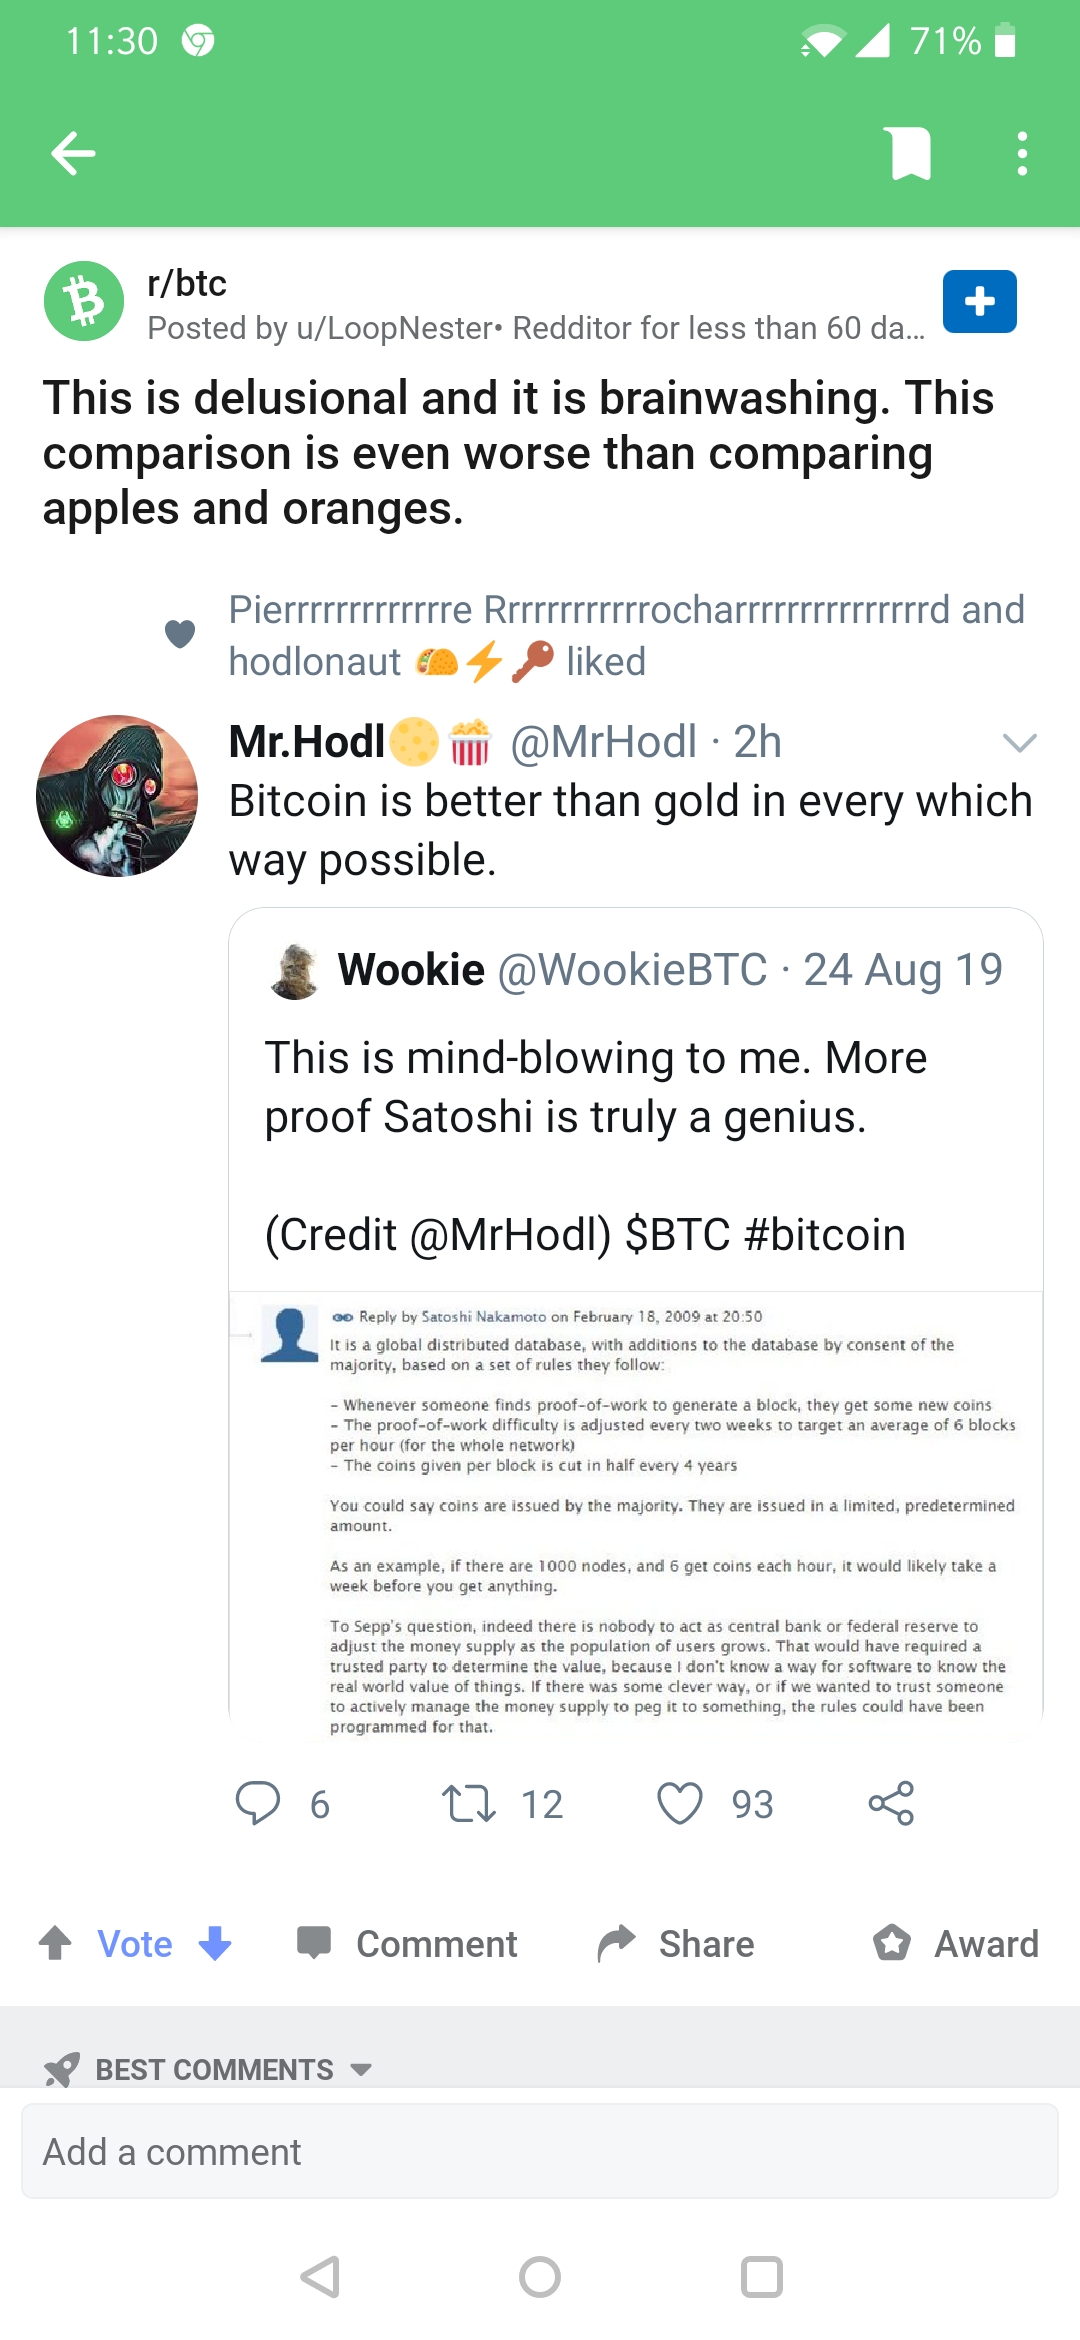 11:30 71%
r/btc
Posted by u/LoopNester• Redditor for less than 60 da...
This is delusional and it is brainwashing. This
comparison is even worse than comparing
apples and oranges.
Pierrrrrrrrrrrrre Rrrrrrrrrrrocharrrrrrrrrrrrrrrd and
hodlonaut 🌮⚡🔑 liked
Mr.Hodl🌕🍿 @MrHodl · 2h
Bitcoin is better than gold in every which
way possible.
Wookie @WookieBTC · 24 Aug 19
This is mind-blowing to me. More
proof Satoshi is truly a genius.
(Credit @MrHodl) $BTC #bitcoin
Reply by Satoshi Nakamoto on February 18, 2009 at 20:50
It is a global distributed database, with additions to the database by consent of the
majority, based on a set of rules they follow:
- Whenever someone finds proof-of-work to generate a block, they get some new coins
- The proof-of-work difficulty is adjusted every two weeks to target an average of 6 blocks
per hour (for the whole network)
- The coins given per block is cut in half every 4 years
You could say coins are issued by the majority. They are issued in a limited, predetermined
amount.
As an example, if there are 1000 nodes, and 6 get coins each hour, it would likely take a
week before you get anything.
To Sepp's question, indeed there is nobody to act as central bank or federal reserve to
adjust the money supply as the population of users grows. That would have required a
trusted party to determine the value, because I don't know a way for software to know the
real world value of things. If there was some clever way, or if we wanted to trust someone
to actively manage the money supply to peg it to something, the rules could have been
programmed for that.
6 12 93
Vote Comment Share Award
BEST COMMENTS
Add a comment